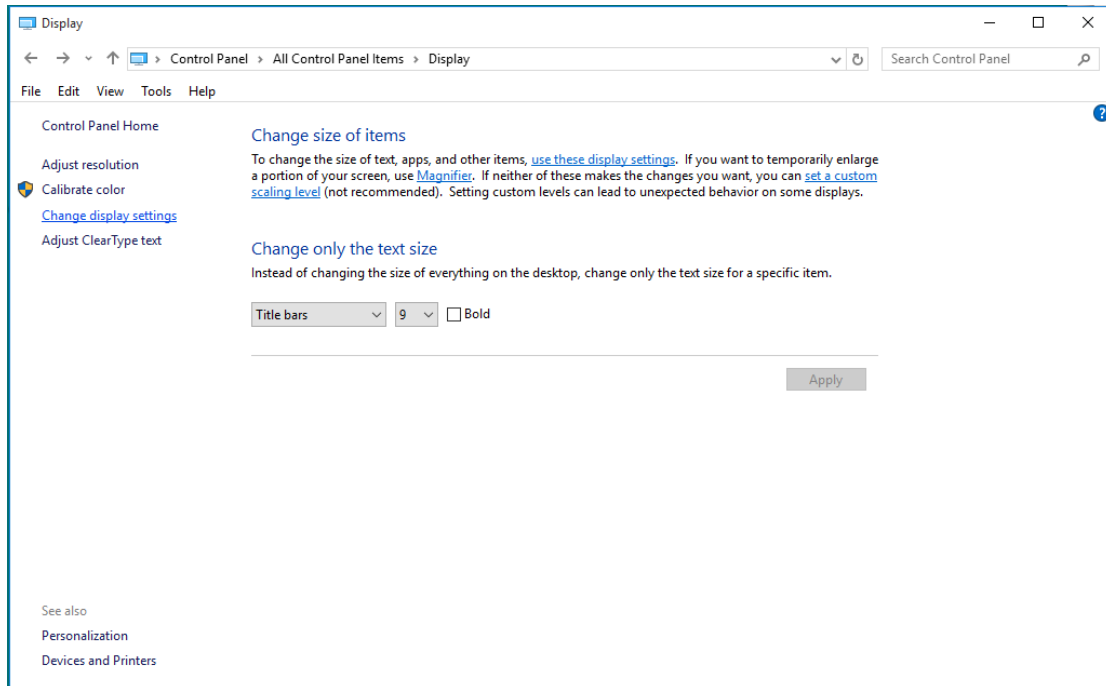 Display
Control Panel > All Control Panel Items > Display
Search Control Panel
File Edit View Tools Help
Control Panel Home
Adjust resolution
Calibrate color
Change display settings
Adjust ClearType text
Change size of items
To change the size of text, apps, and other items, use these display settings. If you want to temporarily enlarge
a portion of your screen, use Magnifier. If neither of these makes the changes you want, you can set a custom
scaling level (not recommended). Setting custom levels can lead to unexpected behavior on some displays.
Change only the text size
Instead of changing the size of everything on the desktop, change only the text size for a specific item.
Title bars 9 Bold
Apply
See also
Personalization
Devices and Printers